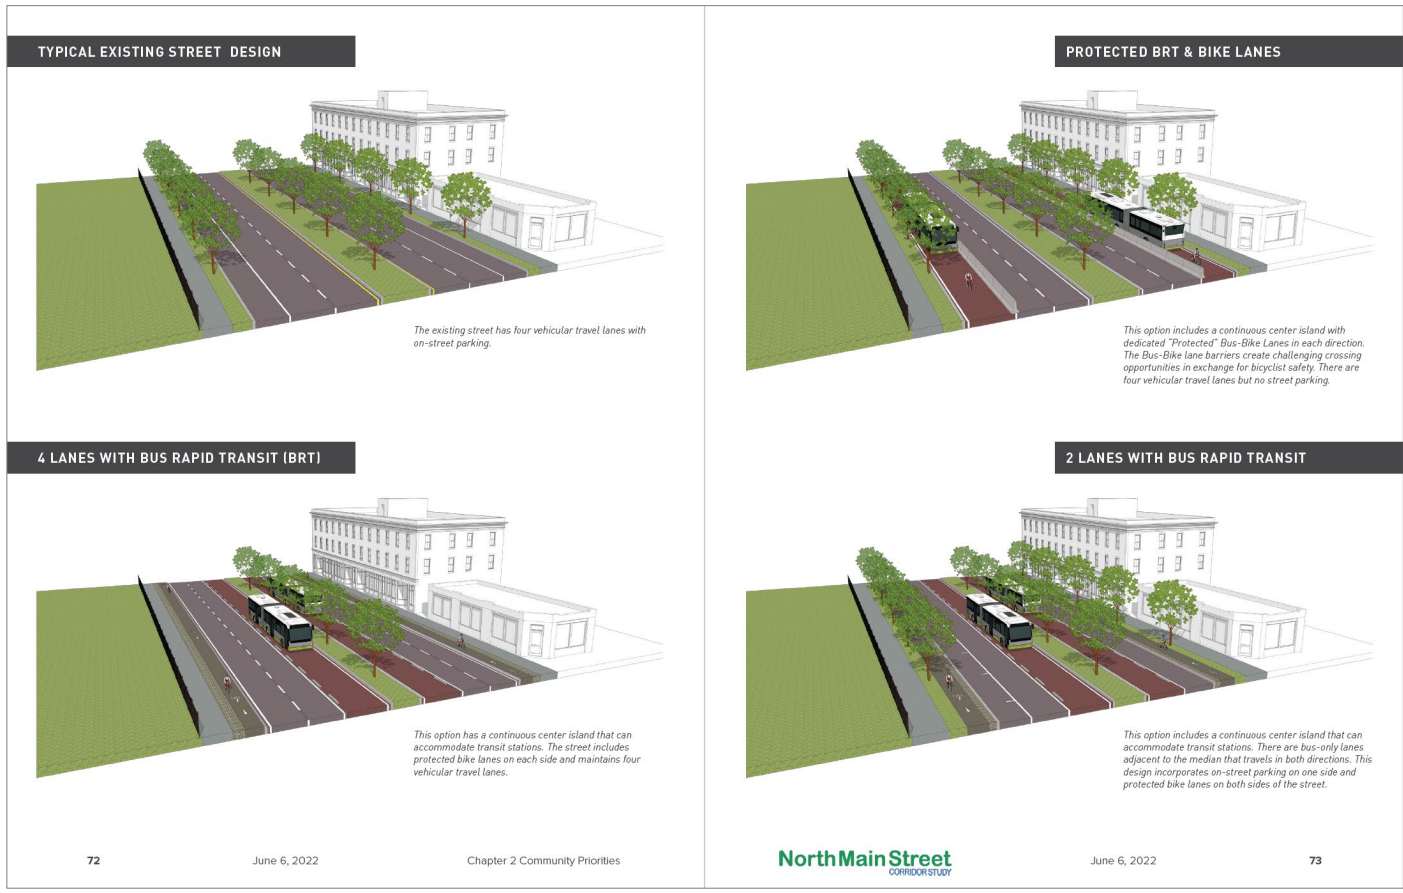 TYPICAL EXISTING STREET DESIGN
The existing street has four vehicular travel lanes with
on-street parking.
4 LANES WITH BUS RAPID TRANSIT (BRT)
This option has a continuous center island that can
accommodate transit stations. The street includes
protected bike lanes on each side and maintains four
vehicular travel lanes.
72
June 6, 2022
Chapter 2 Community Priorities
PROTECTED BRT & BIKE LANES
This option includes a continuous center island with
dedicated "Protected" Bus-Bike Lanes in each direction.
The Bus-Bike lane barriers create challenging crossing
opportunities in exchange for bicyclist safety. There are
four vehicular travel lanes but no street parking.
2 LANES WITH BUS RAPID TRANSIT
This option includes a continuous center island that can
accommodate transit stations. There are bus-only lanes
adjacent to the median that travels in both directions. This
design incorporates on-street parking on one side and
protected bike lanes on both sides of the street.
North Main Street
CORRIDOR STUDY
June 6, 2022
73